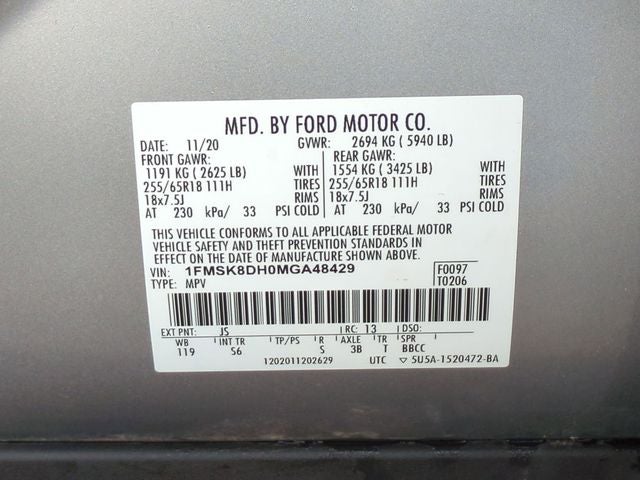 MFD. BY FORD MOTOR CO.
DATE: 11/20 GVWR: 2694 KG ( 5940 LB)
FRONT GAWR: REAR GAWR:
1191 KG ( 2625 LB) WITH 1554 KG ( 3425 LB) WITH
255/65R18 111H TIRES 255/65R18 111H TIRES
18x7.5J RIMS 18x7.5J RIMS
AT 230 kPa/ 33 PSI COLD AT 230 kPa/ 33 PSI COLD
THIS VEHICLE CONFORMS TO ALL APPLICABLE FEDERAL MOTOR
VEHICLE SAFETY AND THEFT PREVENTION STANDARDS IN
EFFECT ON THE DATE OF MANUFACTURE SHOWN ABOVE.
VIN: 1FMSK8DH0MGA48429 F0097
TYPE: MPV T0206
EXT PNT: JS RC: 13 DSO:
WB INT TR TP/PS R AXLE TR SPR
119 S6 S 3B T BBCC
1202011202629 UTC ▽ 5U5A-1520472-BA